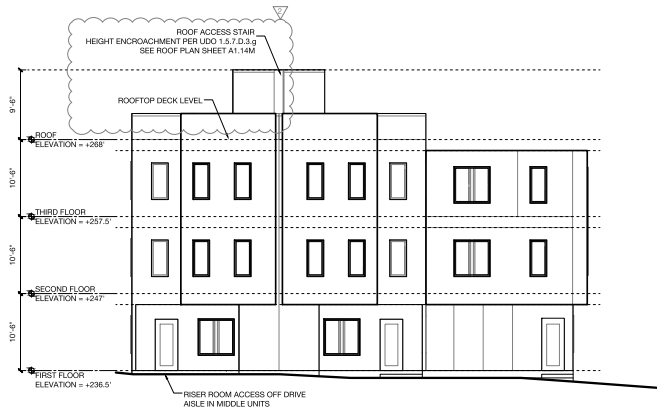 2
ROOF ACCESS STAIR
HEIGHT ENCROACHMENT PER UDO 1.5.7.D.3.g
SEE ROOF PLAN SHEET A1.14M
ROOFTOP DECK LEVEL
9'-6"
ROOF
ELEVATION = +268'
10'-6"
THIRD FLOOR
ELEVATION = +257.5'
10'-6"
SECOND FLOOR
ELEVATION = +247'
10'-6"
FIRST FLOOR
ELEVATION = +236.5'
RISER ROOM ACCESS OFF DRIVE
AISLE IN MIDDLE UNITS